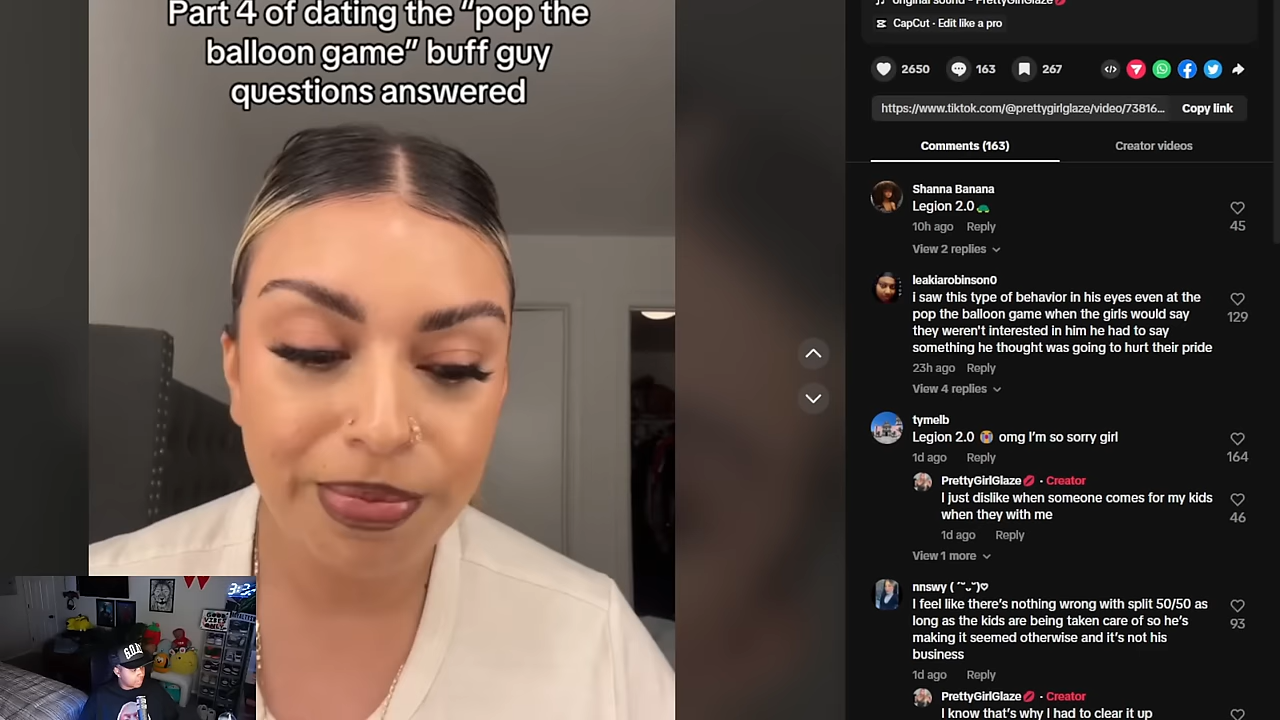 Part 4 of dating the “pop the
balloon game” buff guy
questions answered
original sound - PrettyGirlGlaze💋
CapCut · Edit like a pro
2650
163
267
https://www.tiktok.com/@prettygirlglaze/video/73816...
Copy link
Comments (163)
Creator videos
Shanna Banana
Legion 2.0🐢
10h ago Reply
45
View 2 replies
leakiarobinson0
i saw this type of behavior in his eyes even at the
pop the balloon game when the girls would say
they weren't interested in him he had to say
something he thought was going to hurt their pride
129
23h ago Reply
View 4 replies
tymelb
Legion 2.0 😭 omg I’m so sorry girl
1d ago Reply
164
PrettyGirlGlaze💋 · Creator
I just dislike when someone comes for my kids
when they with me
46
1d ago Reply
View 1 more
nnswy ( ˘͈ ᵕ ˘͈)♡
I feel like there’s nothing wrong with split 50/50 as
long as the kids are being taken care of so he’s
making it seemed otherwise and it’s not his
business
93
1d ago Reply
PrettyGirlGlaze💋 · Creator
I know that’s why I had to clear it up
GOOD
VIBES
ONLY